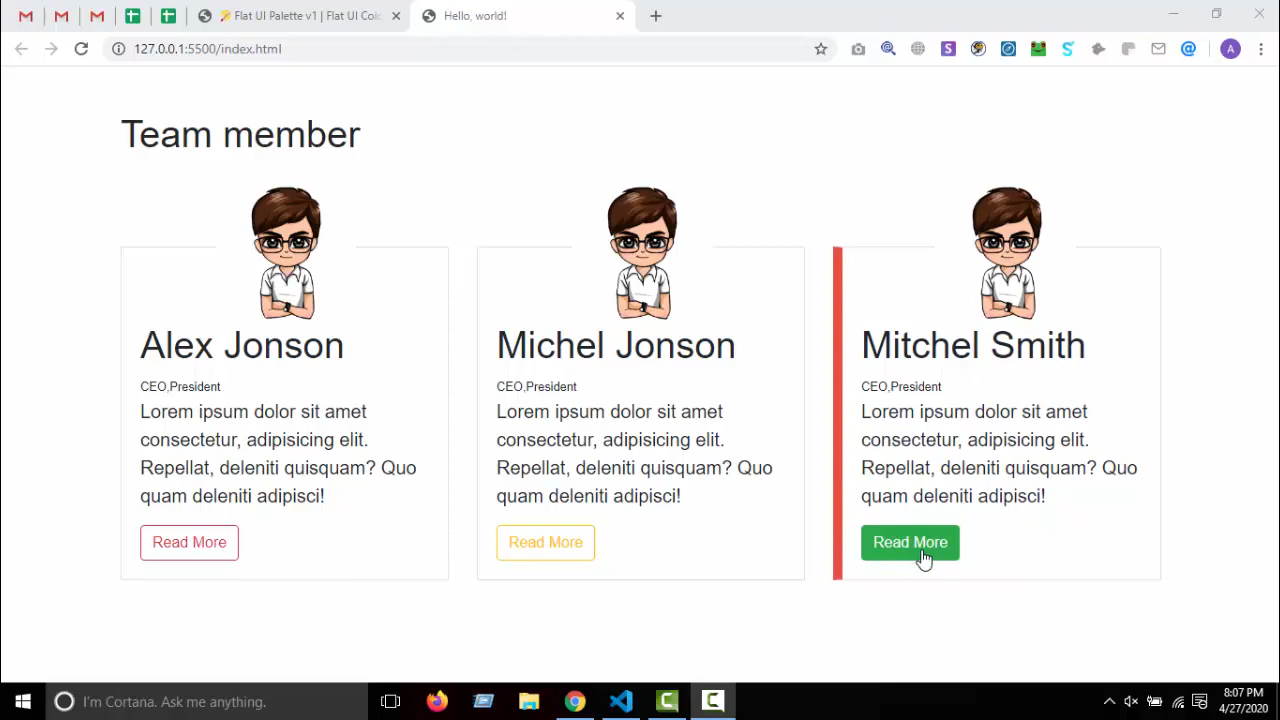 Flat UI Palette v1 | Flat UI Colo
Hello, world!
127.0.0.1:5500/index.html
A
Team member
Alex Jonson
CEO,President
Lorem ipsum dolor sit amet
consectetur, adipisicing elit.
Repellat, deleniti quisquam? Quo
quam deleniti adipisci!
Read More
Michel Jonson
CEO,President
Lorem ipsum dolor sit amet
consectetur, adipisicing elit.
Repellat, deleniti quisquam? Quo
quam deleniti adipisci!
Read More
Mitchel Smith
CEO,President
Lorem ipsum dolor sit amet
consectetur, adipisicing elit.
Repellat, deleniti quisquam? Quo
quam deleniti adipisci!
Read More
I'm Cortana. Ask me anything.
8:07 PM
4/27/2020